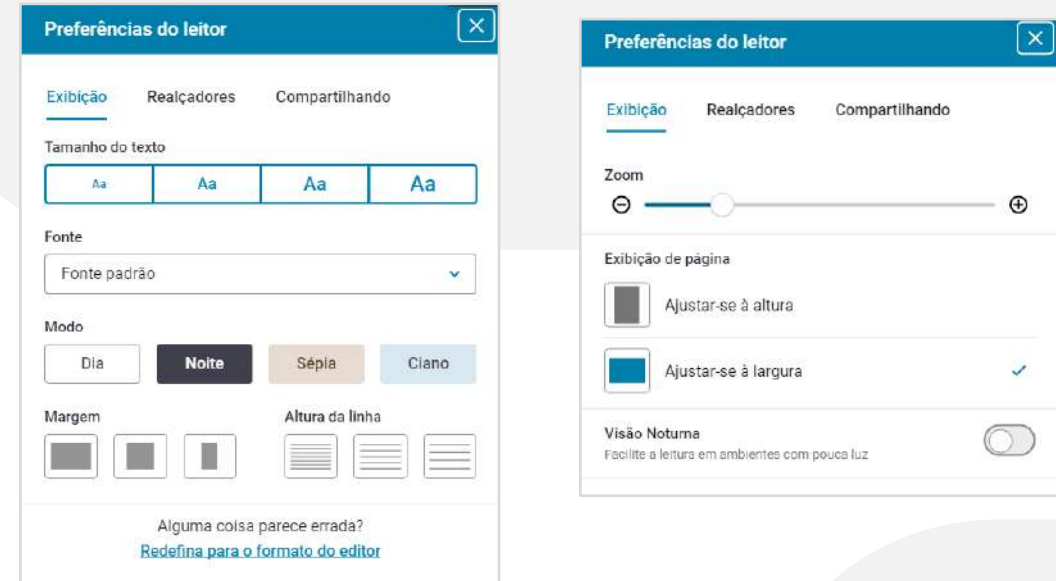 Preferências do leitor
Exibição Realçadores Compartilhando
Tamanho do texto
Aa Aa Aa Aa
Fonte
Fonte padrão
Modo
Dia Noite Sépia Ciano
Margem Altura da linha
Alguma coisa parece errada?
Redefina para o formato do editor
Preferências do leitor
Exibição Realçadores Compartilhando
Zoom
Exibição de página
Ajustar-se à altura
Ajustar-se à largura
Visão Noturna
Facilite a leitura em ambientes com pouca luz